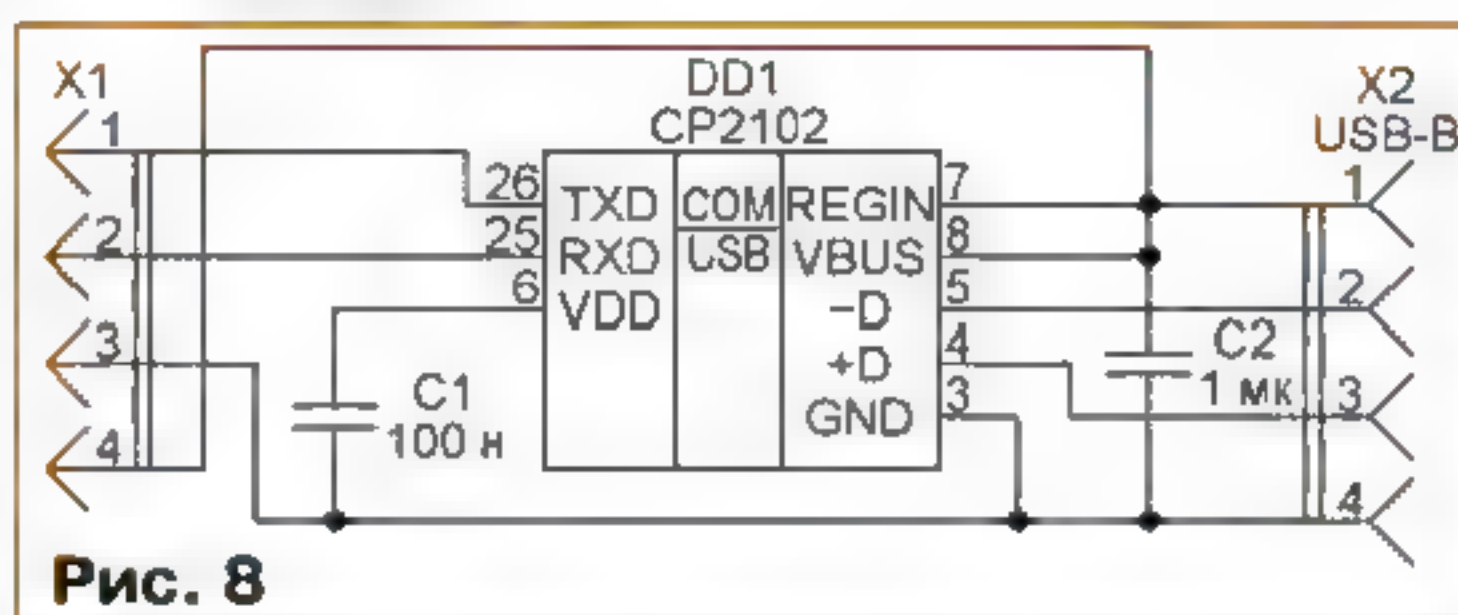 X1
1
2
3
4
DD1
CP2102
26
25
6
TXD
RXD
VDD
COM
USB
REGIN
VBUS
–D
+D
GND
7
8
5
4
3
C1
100 н
C2
1 мк
X2
USB-B
1
2
3
4
Рис. 8